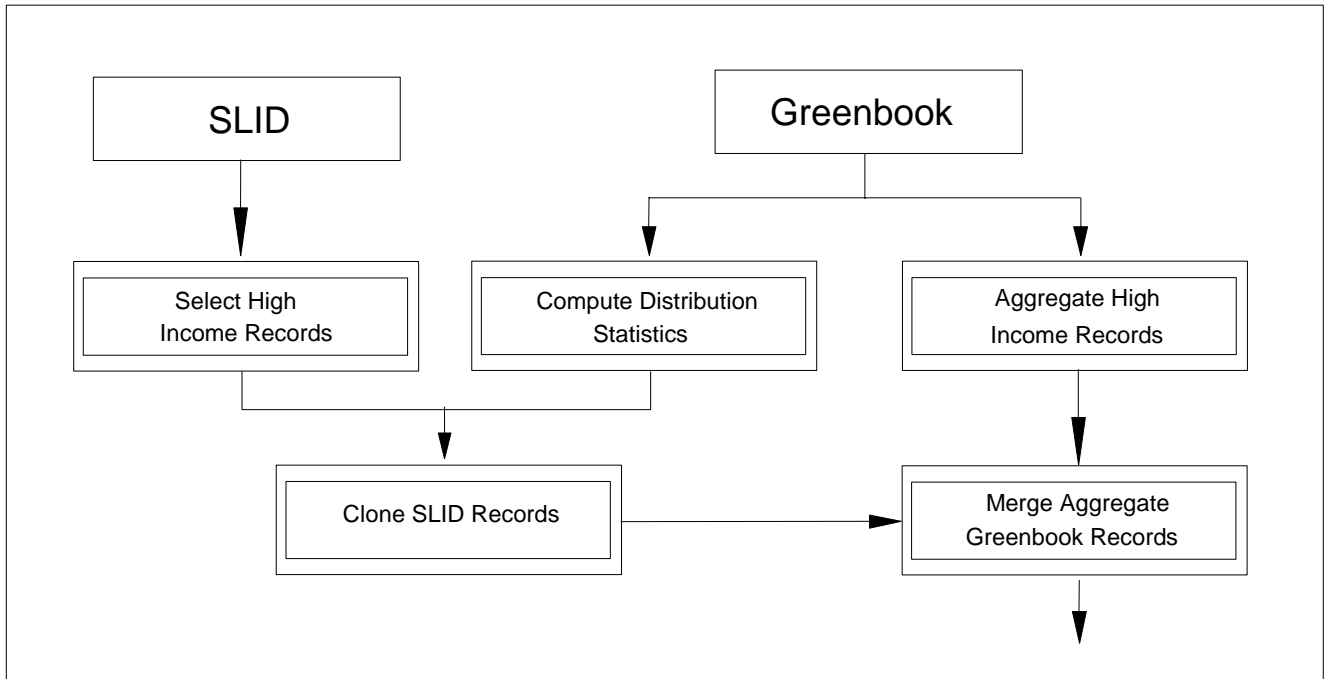 SLID
Greenbook
Select High
Income Records
Compute Distribution
Statistics
Aggregate High
Income Records
Clone SLID Records
Merge Aggregate
Greenbook Records